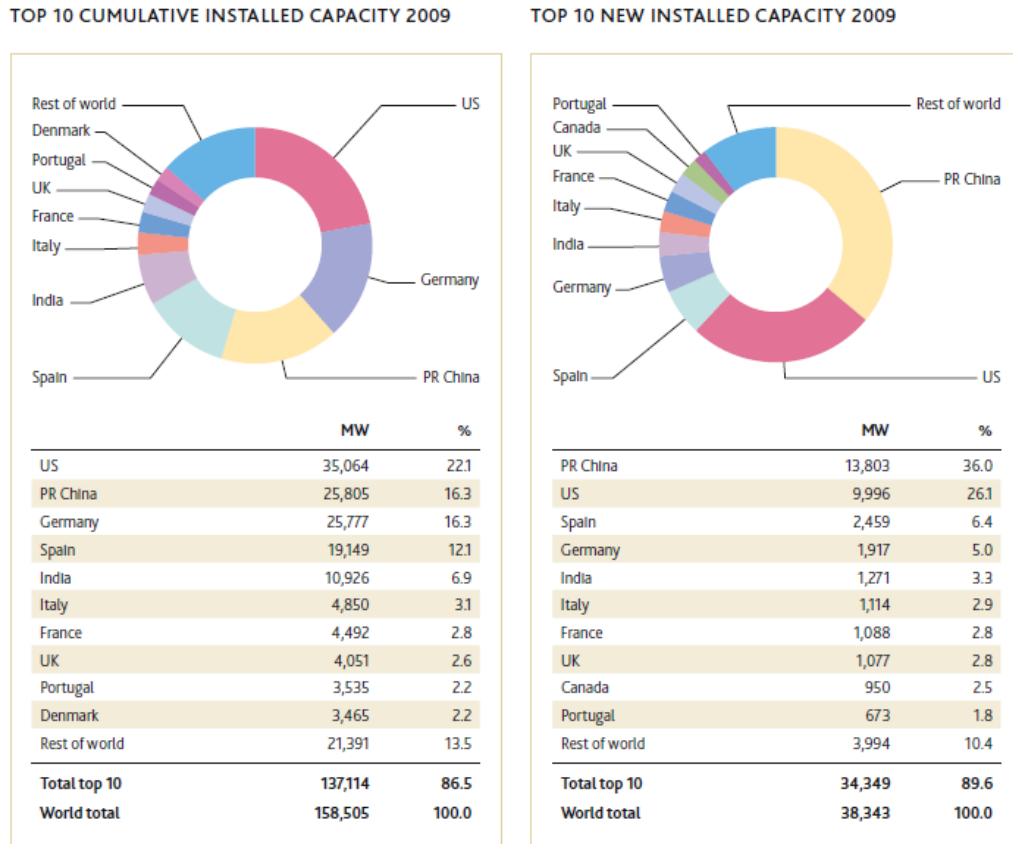 TOP 10 CUMULATIVE INSTALLED CAPACITY 2009
Rest of world
US
Denmark
Portugal
UK
France
Italy
Germany
India
Spain
PR China
MW %
US 35,064 22.1
PR China 25,805 16.3
Germany 25,777 16.3
Spain 19,149 12.1
India 10,926 6.9
Italy 4,850 3.1
France 4,492 2.8
UK 4,051 2.6
Portugal 3,535 2.2
Denmark 3,465 2.2
Rest of world 21,391 13.5
Total top 10 137,114 86.5
World total 158,505 100.0
TOP 10 NEW INSTALLED CAPACITY 2009
Portugal
Rest of world
Canada
UK
France
PR China
Italy
India
Germany
Spain
US
MW %
PR China 13,803 36.0
US 9,996 26.1
Spain 2,459 6.4
Germany 1,917 5.0
India 1,271 3.3
Italy 1,114 2.9
France 1,088 2.8
UK 1,077 2.8
Canada 950 2.5
Portugal 673 1.8
Rest of world 3,994 10.4
Total top 10 34,349 89.6
World total 38,343 100.0